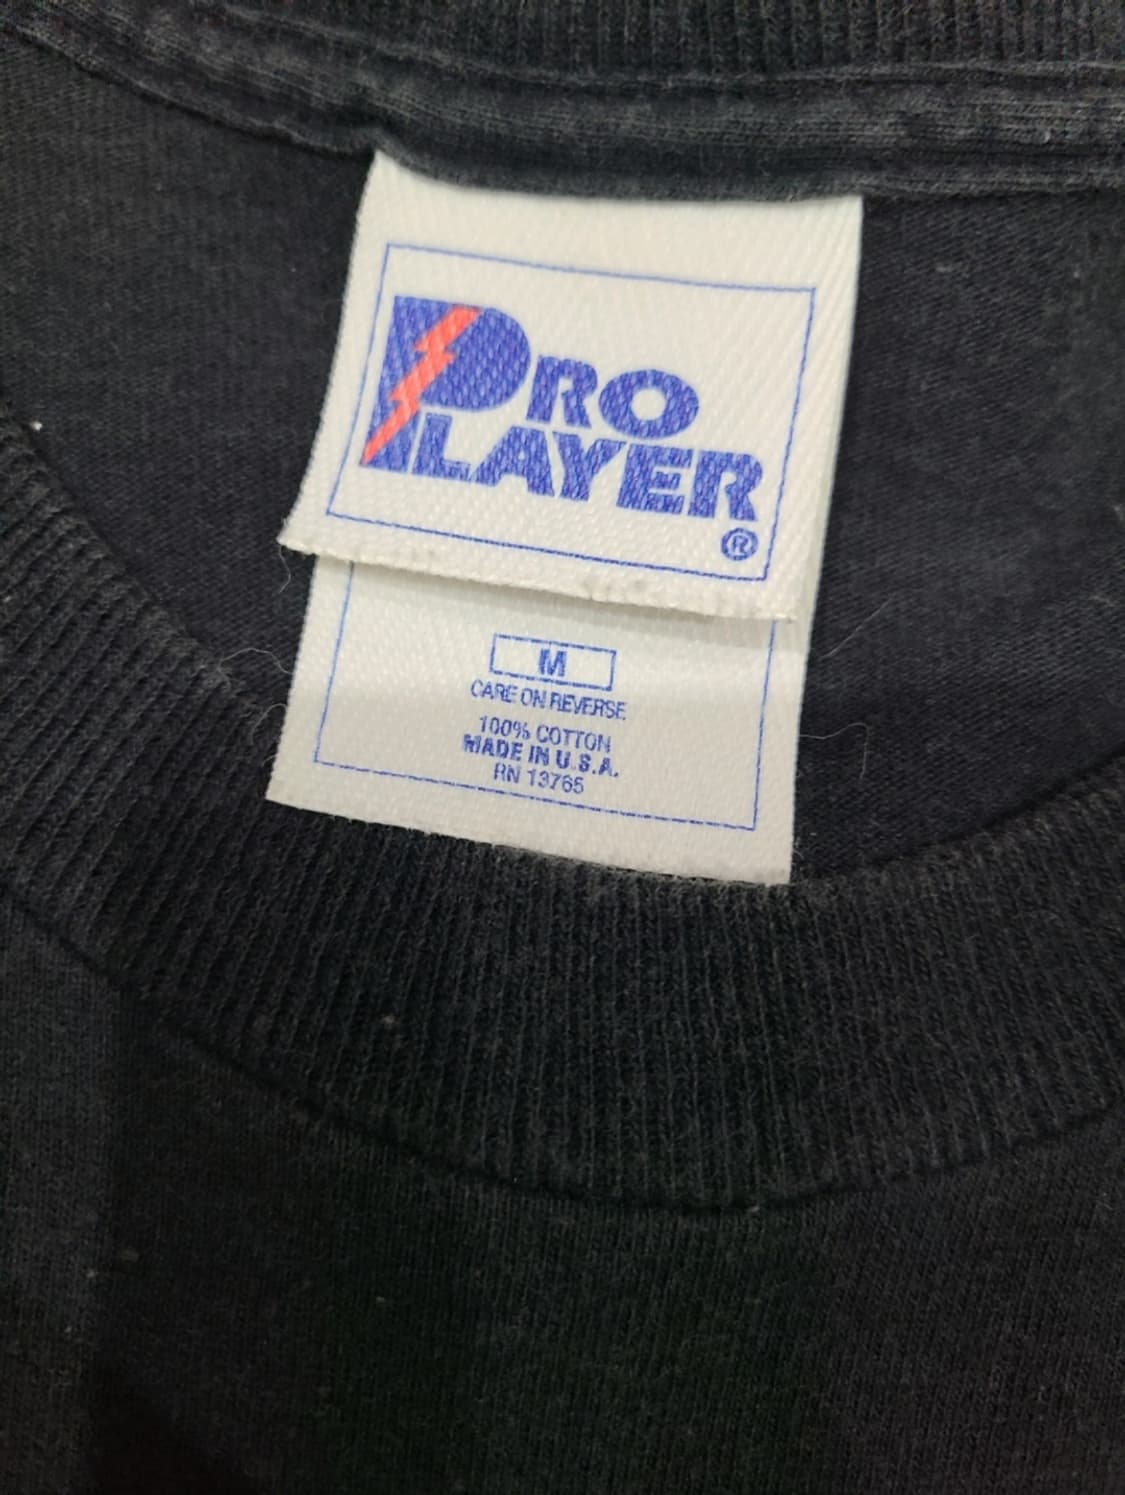 PRO
PLAYER
®
M
CARE ON REVERSE
100% COTTON
MADE IN U.S.A.
RN 13765